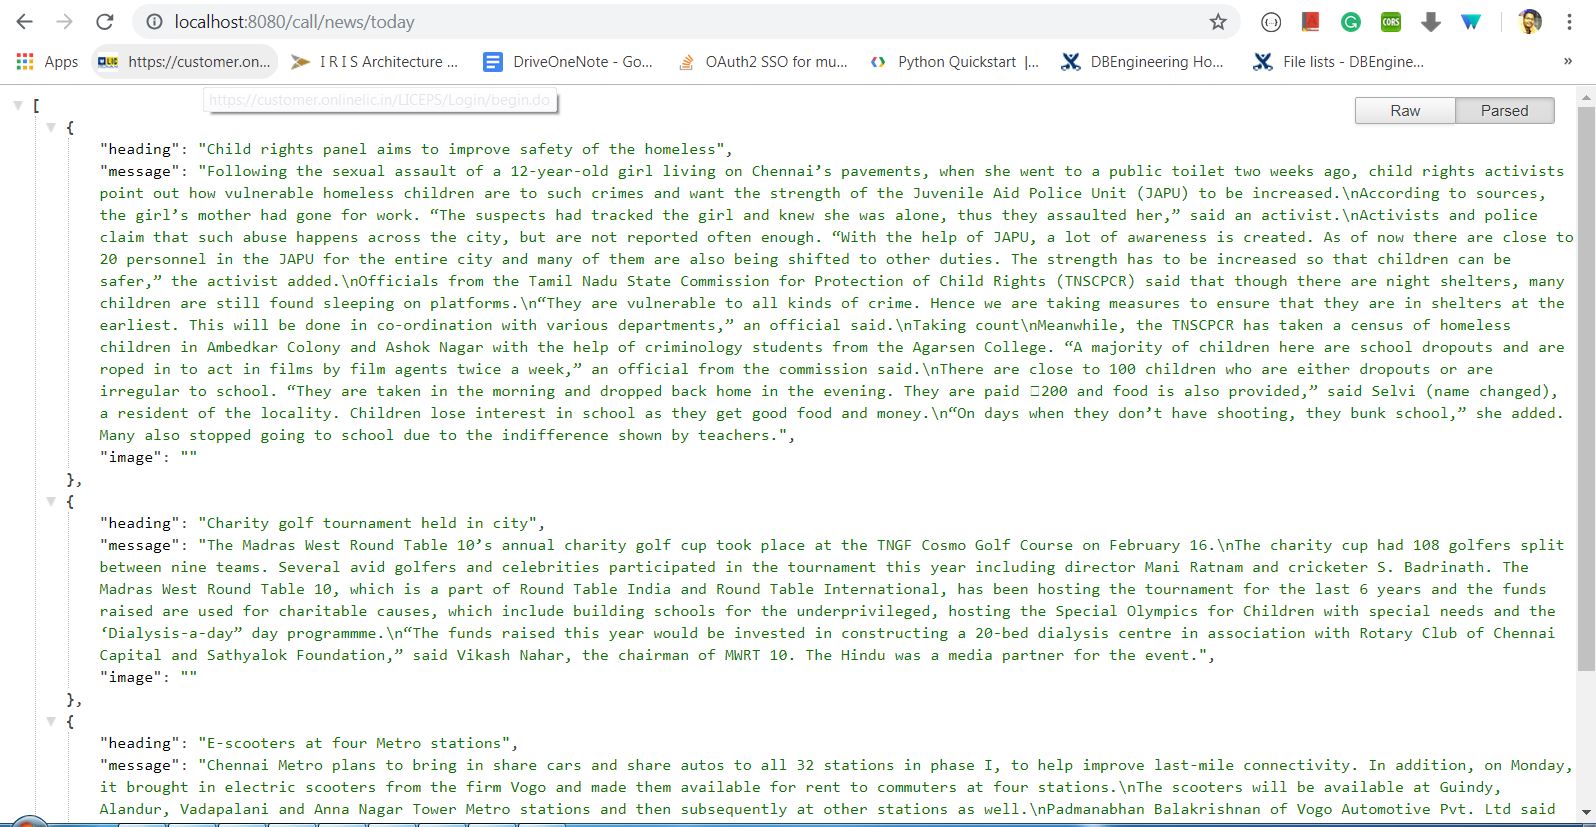 localhost:8080/call/news/today
CORS
Apps
LIC
https://customer.on...
I R I S Architecture ...
DriveOneNote - Go...
OAuth2 SSO for mu...
Python Quickstart |...
DBEngineering Ho...
File lists - DBEngine...
»
https://customer.onlinelic.in/LICEPS/Login/begin.do
Raw
Parsed
[
{
"heading": "Child rights panel aims to improve safety of the homeless",
"message": "Following the sexual assault of a 12-year-old girl living on Chennai’s pavements, when she went to a public toilet two weeks ago, child rights activists
point out how vulnerable homeless children are to such crimes and want the strength of the Juvenile Aid Police Unit (JAPU) to be increased.\nAccording to sources,
the girl’s mother had gone for work. “The suspects had tracked the girl and knew she was alone, thus they assaulted her,” said an activist.\nActivists and police
claim that such abuse happens across the city, but are not reported often enough. “With the help of JAPU, a lot of awareness is created. As of now there are close to
20 personnel in the JAPU for the entire city and many of them are also being shifted to other duties. The strength has to be increased so that children can be
safer,” the activist added.\nOfficials from the Tamil Nadu State Commission for Protection of Child Rights (TNSCPCR) said that though there are night shelters, many
children are still found sleeping on platforms.\n“They are vulnerable to all kinds of crime. Hence we are taking measures to ensure that they are in shelters at the
earliest. This will be done in co-ordination with various departments,” an official said.\nTaking count\nMeanwhile, the TNSCPCR has taken a census of homeless
children in Ambedkar Colony and Ashok Nagar with the help of criminology students from the Agarsen College. “A majority of children here are school dropouts and are
roped in to act in films by film agents twice a week,” an official from the commission said.\nThere are close to 100 children who are either dropouts or are
irregular to school. “They are taken in the morning and dropped back home in the evening. They are paid 200 and food is also provided,” said Selvi (name changed),
a resident of the locality. Children lose interest in school as they get good food and money.\n“On days when they don’t have shooting, they bunk school,” she added.
Many also stopped going to school due to the indifference shown by teachers.",
"image": ""
},
{
"heading": "Charity golf tournament held in city",
"message": "The Madras West Round Table 10’s annual charity golf cup took place at the TNGF Cosmo Golf Course on February 16.\nThe charity cup had 108 golfers split
between nine teams. Several avid golfers and celebrities participated in the tournament this year including director Mani Ratnam and cricketer S. Badrinath. The
Madras West Round Table 10, which is a part of Round Table India and Round Table International, has been hosting the tournament for the last 6 years and the funds
raised are used for charitable causes, which include building schools for the underprivileged, hosting the Special Olympics for Children with special needs and the
‘Dialysis-a-day” day programmme.\n“The funds raised this year would be invested in constructing a 20-bed dialysis centre in association with Rotary Club of Chennai
Capital and Sathyalok Foundation,” said Vikash Nahar, the chairman of MWRT 10. The Hindu was a media partner for the event.",
"image": ""
},
{
"heading": "E-scooters at four Metro stations",
"message": "Chennai Metro plans to bring in share cars and share autos to all 32 stations in phase I, to help improve last-mile connectivity. In addition, on Monday,
it brought in electric scooters from the firm Vogo and made them available for rent to commuters at four stations.\nThe scooters will be available at Guindy,
Alandur, Vadapalani and Anna Nagar Tower Metro stations and then subsequently at other stations as well.\nPadmanabhan Balakrishnan of Vogo Automotive Pvt. Ltd said